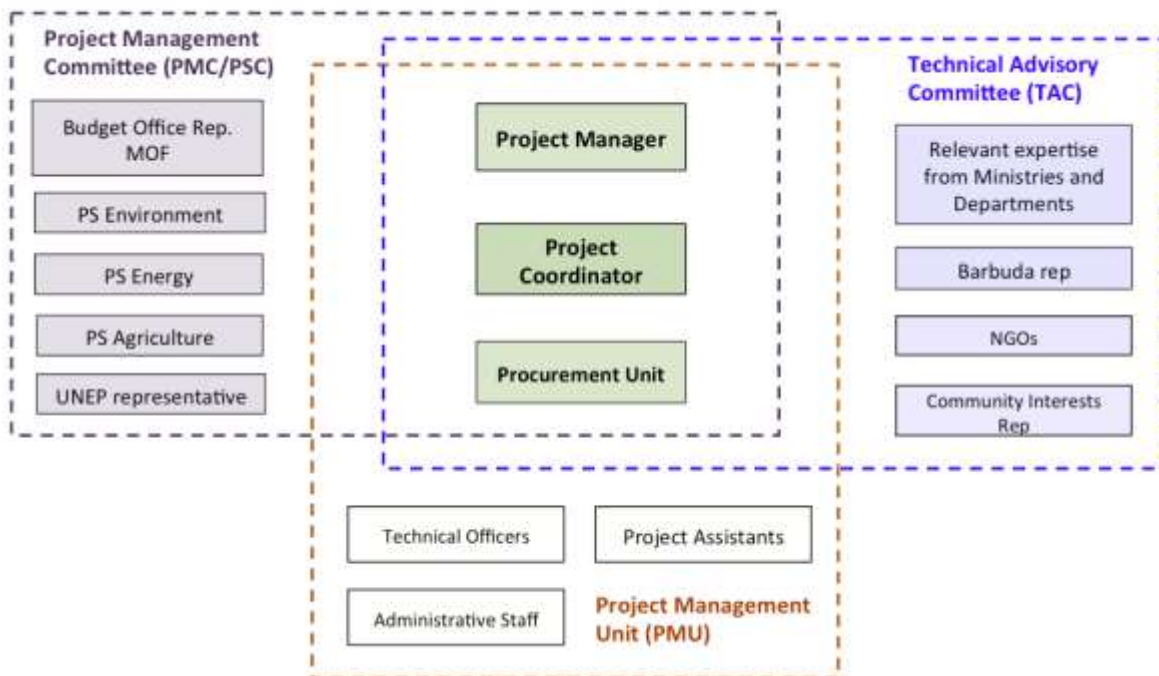 Project Management
Committee (PMC/PSC)
Budget Office Rep.
MOF
PS Environment
PS Energy
PS Agriculture
UNEP representative
Project Manager
Project
Coordinator
Procurement Unit
Technical Advisory
Committee (TAC)
Relevant expertise
from Ministries and
Departments
Barbuda rep
NGOs
Community Interests
Rep
Technical Officers
Project Assistants
Administrative Staff
Project Management
Unit (PMU)